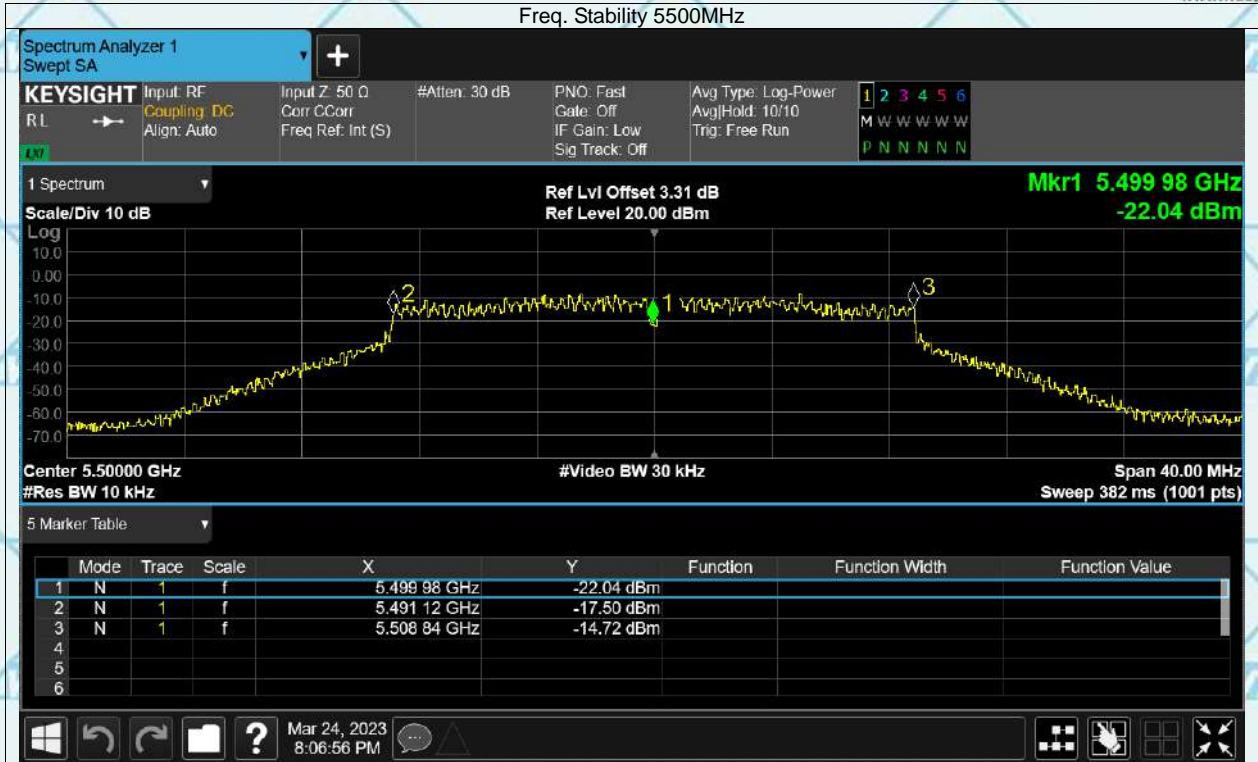 Freq. Stability 5500MHz
Spectrum Analyzer 1
Swept SA
+
KEYSIGHT
RL
LXI
Input: RF
Coupling: DC
Align: Auto
Input Z: 50 Ω
Corr CCorr
Freq Ref: Int (S)
#Atten: 30 dB
PNO: Fast
Gate: Off
IF Gain: Low
Sig Track: Off
Avg Type: Log-Power
Avg|Hold: 10/10
Trig: Free Run
1 2 3 4 5 6
M W W W W W
P N N N N N
1 Spectrum
Scale/Div 10 dB
Ref Lvl Offset 3.31 dB
Ref Level 20.00 dBm
Mkr1 5.499 98 GHz
-22.04 dBm
Log
10.0
0.00
-10.0
-20.0
-30.0
-40.0
-50.0
-60.0
-70.0
2
1
3
Center 5.50000 GHz
#Video BW 30 kHz
Span 40.00 MHz
#Res BW 10 kHz
Sweep 382 ms (1001 pts)
5 Marker Table
Mode Trace Scale X Y Function Function Width Function Value
1 N 1 f 5.499 98 GHz -22.04 dBm
2 N 1 f 5.491 12 GHz -17.50 dBm
3 N 1 f 5.508 84 GHz -14.72 dBm
4
5
6
?
Mar 24, 2023
8:06:56 PM